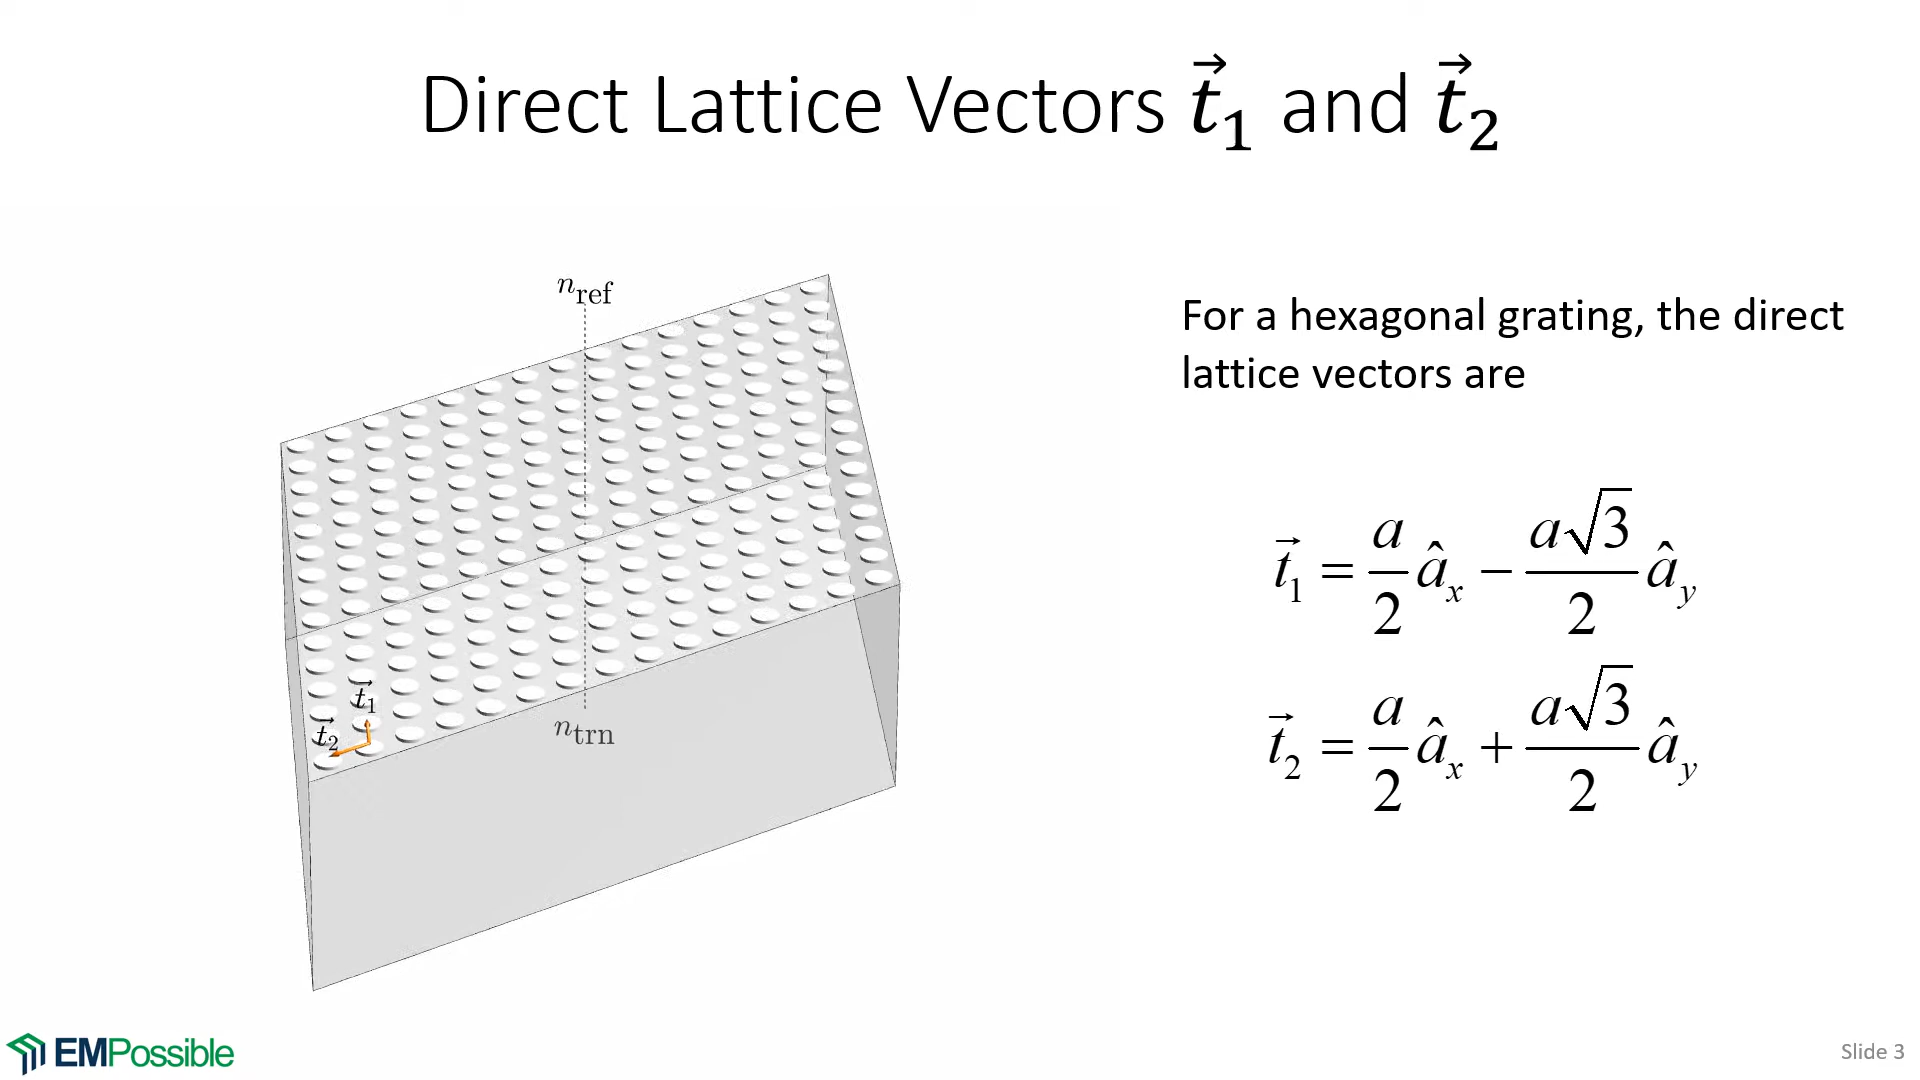 Direct Lattice Vectors t⃗₁ and t⃗₂
n_ref
For a hexagonal grating, the direct
lattice vectors are
t⃗₁ = a/2 âₓ − a√3/2 â_y
t⃗₂ = a/2 âₓ + a√3/2 â_y
t⃗₁
t⃗₂
n_trn
EMPossible
Slide 3